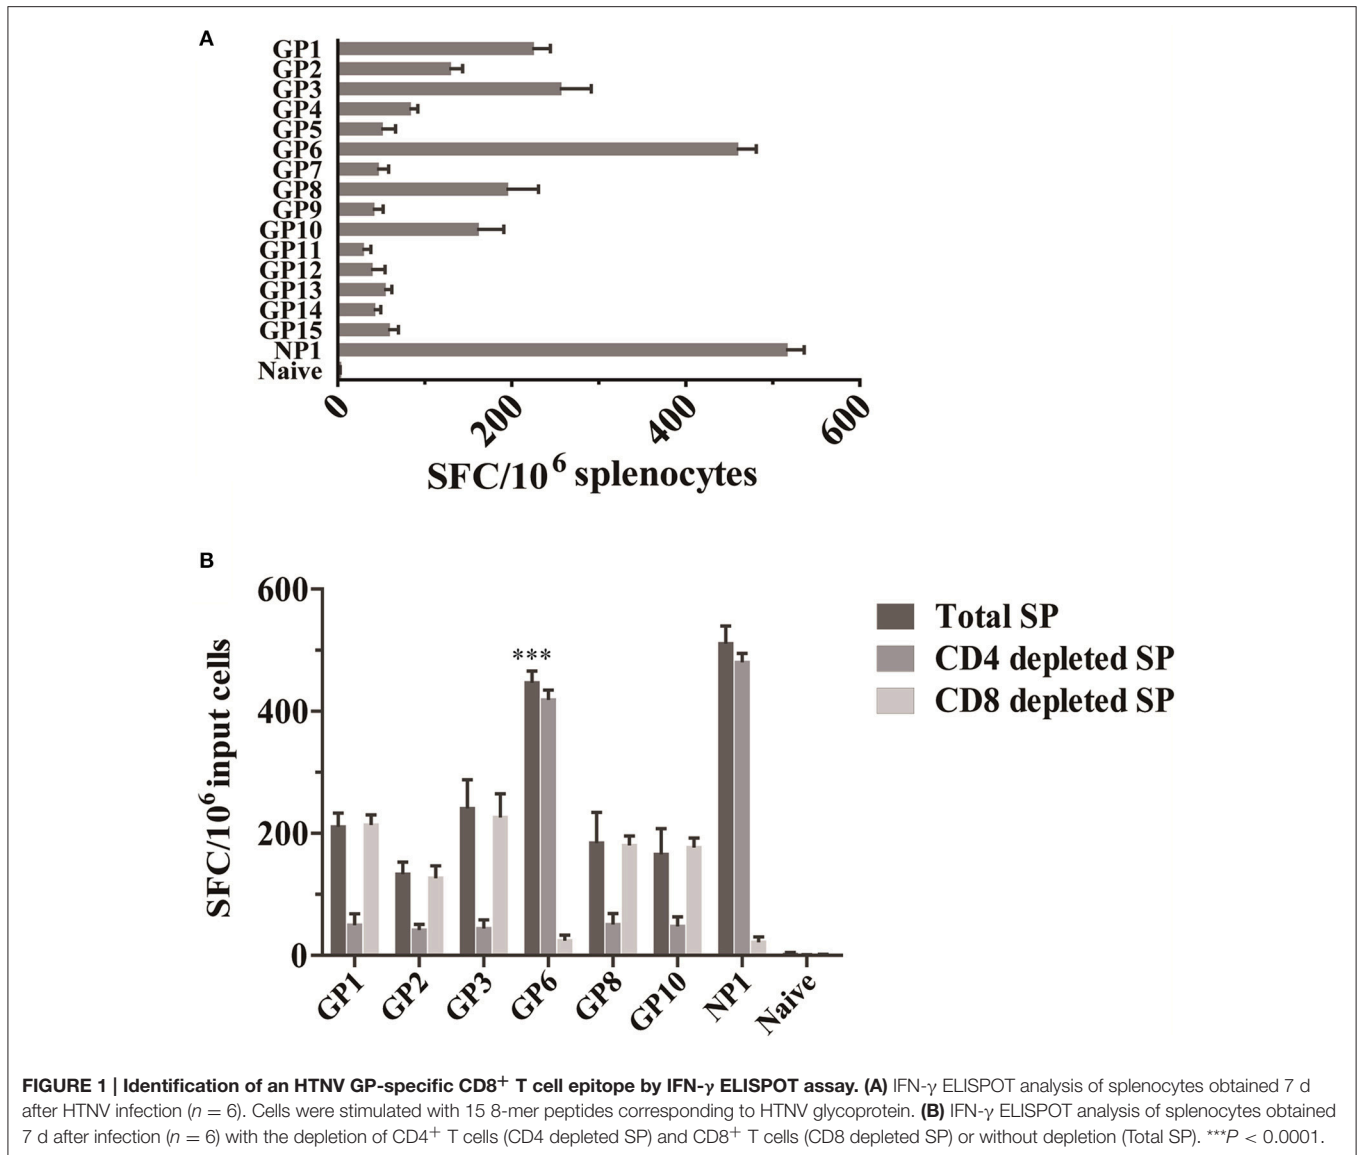 A
GP1
GP2
GP3
GP4
GP5
GP6
GP7
GP8
GP9
GP10
GP11
GP12
GP13
GP14
GP15
NP1
Naive
0 200 400 600
SFC/10⁶ splenocytes
B
600
400
200
0
SFC/10⁶ input cells
***
Total SP
CD4 depleted SP
CD8 depleted SP
GP1 GP2 GP3 GP6 GP8 GP10 NP1 Naive
FIGURE 1 | Identification of an HTNV GP-specific CD8⁺ T cell epitope by IFN-γ ELISPOT assay. (A) IFN-γ ELISPOT analysis of splenocytes obtained 7 d
after HTNV infection (n = 6). Cells were stimulated with 15 8-mer peptides corresponding to HTNV glycoprotein. (B) IFN-γ ELISPOT analysis of splenocytes obtained
7 d after infection (n = 6) with the depletion of CD4⁺ T cells (CD4 depleted SP) and CD8⁺ T cells (CD8 depleted SP) or without depletion (Total SP). ***P < 0.0001.